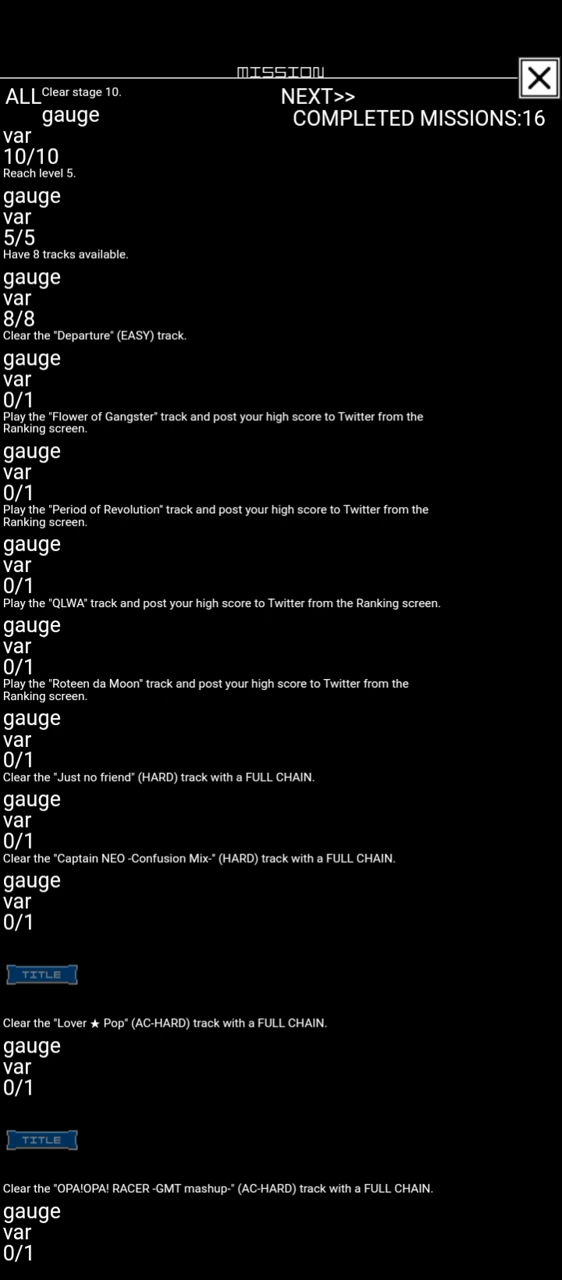 MISSION
ALL
Clear stage 10.
NEXT>>
gauge
COMPLETED MISSIONS:16
var
10/10
Reach level 5.
gauge
var
5/5
Have 8 tracks available.
gauge
var
8/8
Clear the "Departure" (EASY) track.
gauge
var
0/1
Play the "Flower of Gangster" track and post your high score to Twitter from the
Ranking screen.
gauge
var
0/1
Play the "Period of Revolution" track and post your high score to Twitter from the
Ranking screen.
gauge
var
0/1
Play the "QLWA" track and post your high score to Twitter from the Ranking screen.
gauge
var
0/1
Play the "Roteen da Moon" track and post your high score to Twitter from the
Ranking screen.
gauge
var
0/1
Clear the "Just no friend" (HARD) track with a FULL CHAIN.
gauge
var
0/1
Clear the "Captain NEO -Confusion Mix-" (HARD) track with a FULL CHAIN.
gauge
var
0/1
TITLE
Clear the "Lover ★ Pop" (AC-HARD) track with a FULL CHAIN.
gauge
var
0/1
TITLE
Clear the "OPA!OPA! RACER -GMT mashup-" (AC-HARD) track with a FULL CHAIN.
gauge
var
0/1